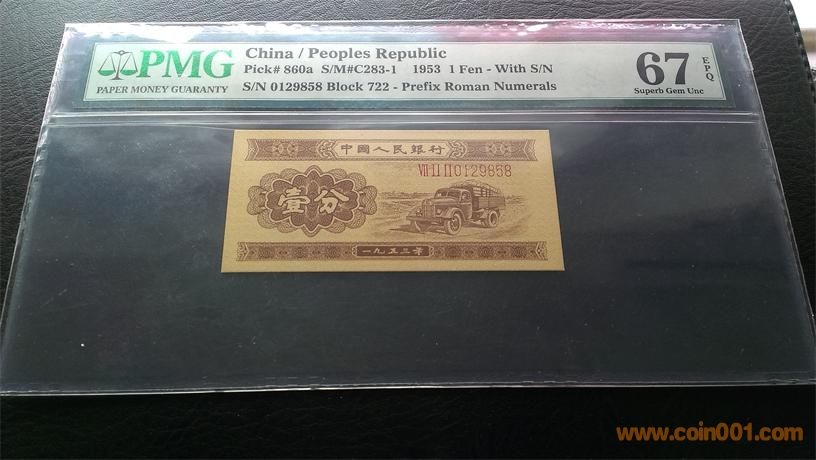 PMG
PAPER MONEY GUARANTY
China / Peoples Republic
Pick# 860a S/M#C283-1 1953 1 Fen - With S/N
S/N 0129858 Block 722 - Prefix Roman Numerals
67 EPQ
Superb Gem Unc
中國人民銀行
VII II II 0129858
壹分
一九五三年
www.coin001.com